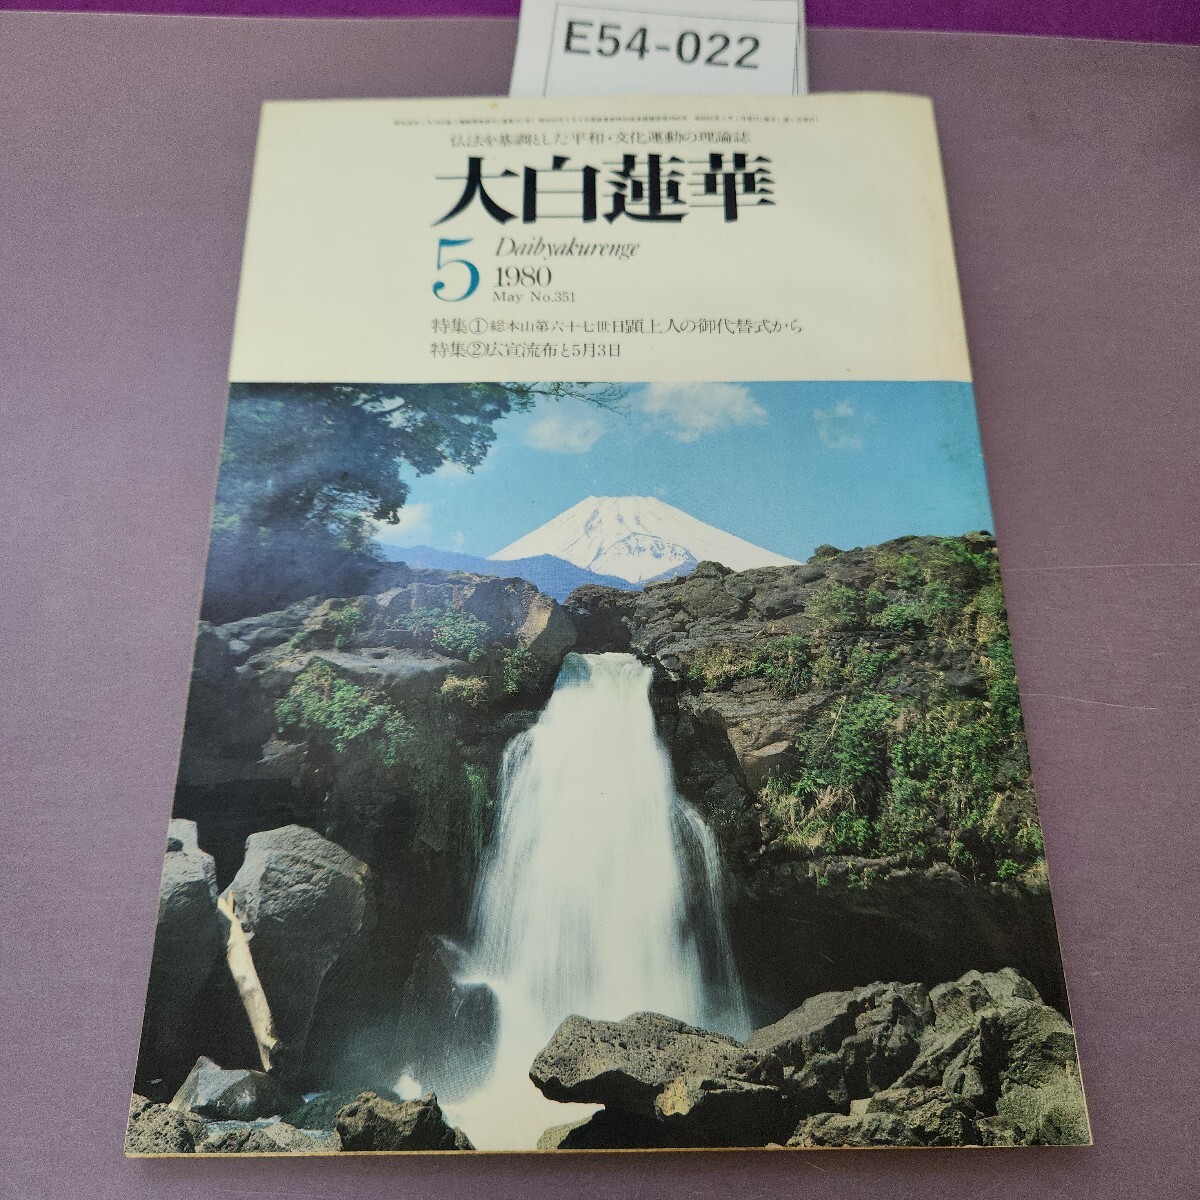 E54-022
仏法を基調とした平和・文化運動の理論誌
大白蓮華
Daibyakurenge
5
1980
May No.351
特集①総本山第六十七世日顕上人の御代替式から
特集②広宣流布と5月3日